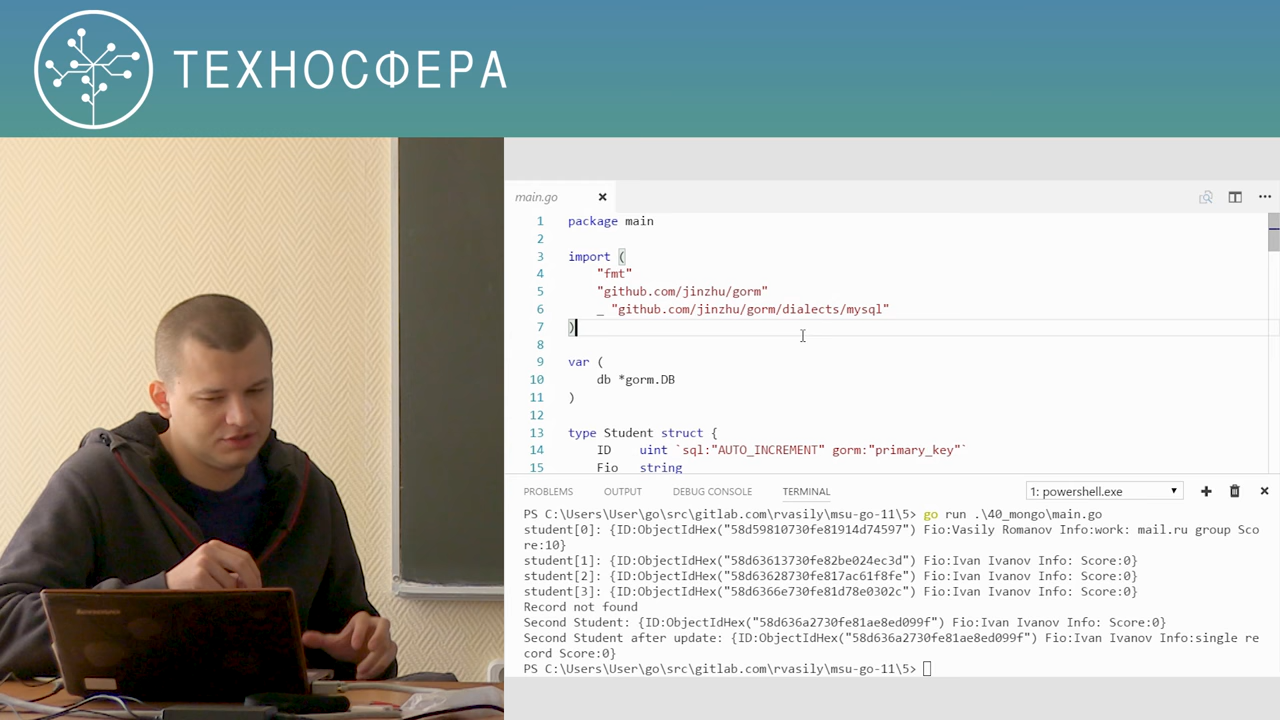 ТЕХНОСФЕРА
main.go
1 package main
2
3 import (
4 "fmt"
5 "github.com/jinzhu/gorm"
6 _ "github.com/jinzhu/gorm/dialects/mysql"
7 )
8
9 var (
10 db *gorm.DB
11 )
12
13 type Student struct {
14 ID uint `sql:"AUTO_INCREMENT" gorm:"primary_key"`
15 Fio string
PROBLEMS OUTPUT DEBUG CONSOLE TERMINAL 1: powershell.exe
PS C:\Users\User\go\src\gitlab.com\rvasily\msu-go-11\5> go run .\40_mongo\main.go
student[0]: {ID:ObjectIdHex("58d59810730fe81914d74597") Fio:Vasily Romanov Info:work: mail.ru group Sco
re:10}
student[1]: {ID:ObjectIdHex("58d63613730fe82be024ec3d") Fio:Ivan Ivanov Info: Score:0}
student[2]: {ID:ObjectIdHex("58d63628730fe817ac61f8fe") Fio:Ivan Ivanov Info: Score:0}
student[3]: {ID:ObjectIdHex("58d6366e730fe81d78e0302c") Fio:Ivan Ivanov Info: Score:0}
Record not found
Second Student: {ID:ObjectIdHex("58d636a2730fe81ae8ed099f") Fio:Ivan Ivanov Info: Score:0}
Second Student after update: {ID:ObjectIdHex("58d636a2730fe81ae8ed099f") Fio:Ivan Ivanov Info:single re
cord Score:0}
PS C:\Users\User\go\src\gitlab.com\rvasily\msu-go-11\5>